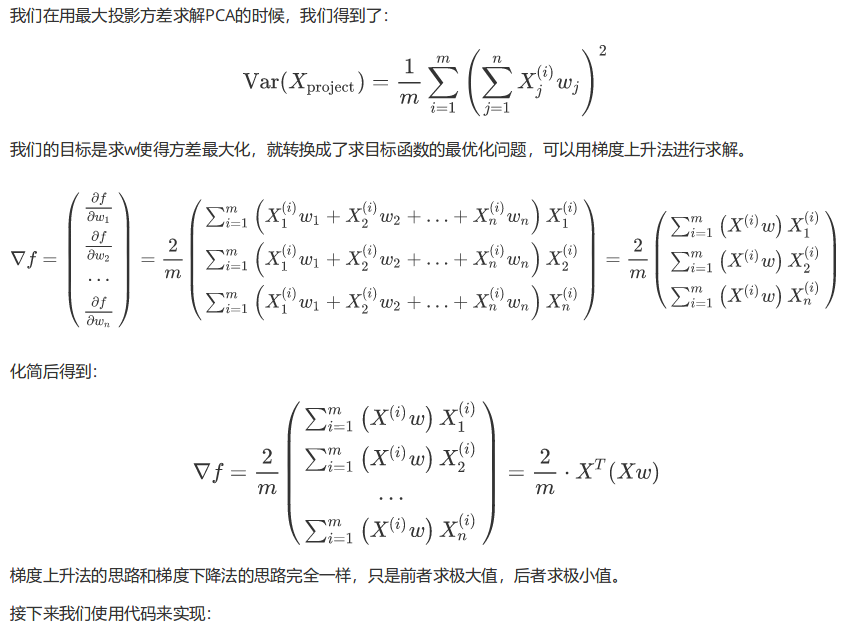 我们在用最大投影方差求解PCA的时候，我们得到了：
$$\operatorname{Var}(X_{\text{project}}) = \frac{1}{m} \sum_{i=1}^{m} \left( \sum_{j=1}^{n} X_j^{(i)} w_j \right)^2$$
我们的目标是求w使得方差最大化，就转换成了求目标函数的最优化问题，可以用梯度上升法进行求解。
$$\nabla f = \begin{pmatrix} \frac{\partial f}{\partial w_1} \\ \frac{\partial f}{\partial w_2} \\ \ldots \\ \frac{\partial f}{\partial w_n} \end{pmatrix} = \frac{2}{m} \begin{pmatrix} \sum_{i=1}^{m} \left( X_1^{(i)} w_1 + X_2^{(i)} w_2 + \ldots + X_n^{(i)} w_n \right) X_1^{(i)} \\ \sum_{i=1}^{m} \left( X_1^{(i)} w_1 + X_2^{(i)} w_2 + \ldots + X_n^{(i)} w_n \right) X_2^{(i)} \\ \sum_{i=1}^{m} \left( X_1^{(i)} w_1 + X_2^{(i)} w_2 + \ldots + X_n^{(i)} w_n \right) X_n^{(i)} \end{pmatrix} = \frac{2}{m} \begin{pmatrix} \sum_{i=1}^{m} \left( X^{(i)} w \right) X_1^{(i)} \\ \sum_{i=1}^{m} \left( X^{(i)} w \right) X_2^{(i)} \\ \sum_{i=1}^{m} \left( X^{(i)} w \right) X_n^{(i)} \end{pmatrix}$$
化简后得到：
$$\nabla f = \frac{2}{m} \begin{pmatrix} \sum_{i=1}^{m} \left( X^{(i)} w \right) X_1^{(i)} \\ \sum_{i=1}^{m} \left( X^{(i)} w \right) X_2^{(i)} \\ \ldots \\ \sum_{i=1}^{m} \left( X^{(i)} w \right) X_n^{(i)} \end{pmatrix} = \frac{2}{m} \cdot X^T (Xw)$$
梯度上升法的思路和梯度下降法的思路完全一样，只是前者求极大值，后者求极小值。
接下来我们使用代码来实现：